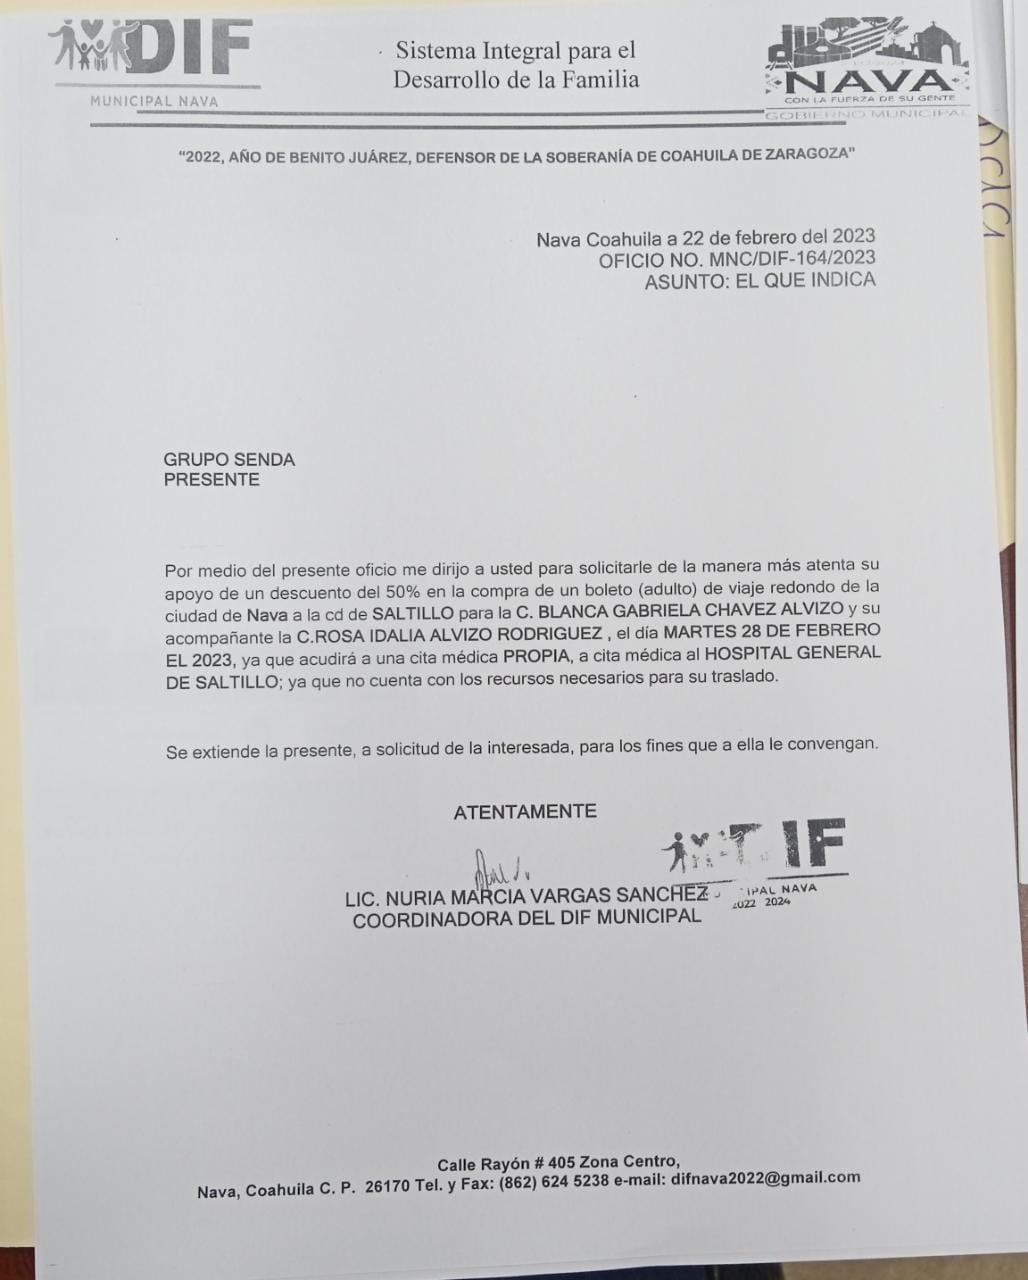 DIF
MUNICIPAL NAVA
Sistema Integral para el
Desarrollo de la Familia
NAVA
CON LA FUERZA DE SU GENTE
GOBIERNO MUNICIPAL
"2022, AÑO DE BENITO JUÁREZ, DEFENSOR DE LA SOBERANÍA DE COAHUILA DE ZARAGOZA"
Nava Coahuila a 22 de febrero del 2023
OFICIO NO. MNC/DIF-164/2023
ASUNTO: EL QUE INDICA
GRUPO SENDA
PRESENTE
Por medio del presente oficio me dirijo a usted para solicitarle de la manera más atenta su
apoyo de un descuento del 50% en la compra de un boleto (adulto) de viaje redondo de la
ciudad de Nava a la cd de SALTILLO para la C. BLANCA GABRIELA CHAVEZ ALVIZO y su
acompañante la C.ROSA IDALIA ALVIZO RODRIGUEZ , el día MARTES 28 DE FEBRERO
EL 2023, ya que acudirá a una cita médica PROPIA, a cita médica al HOSPITAL GENERAL
DE SALTILLO; ya que no cuenta con los recursos necesarios para su traslado.
Se extiende la presente, a solicitud de la interesada, para los fines que a ella le convengan.
ATENTAMENTE
LIC. NURIA MARCIA VARGAS SANCHEZ
COORDINADORA DEL DIF MUNICIPAL
IF
IPAL NAVA
2022 2024
Calle Rayón # 405 Zona Centro,
Nava, Coahuila C. P. 26170 Tel. y Fax: (862) 624 5238 e-mail: difnava2022@gmail.com